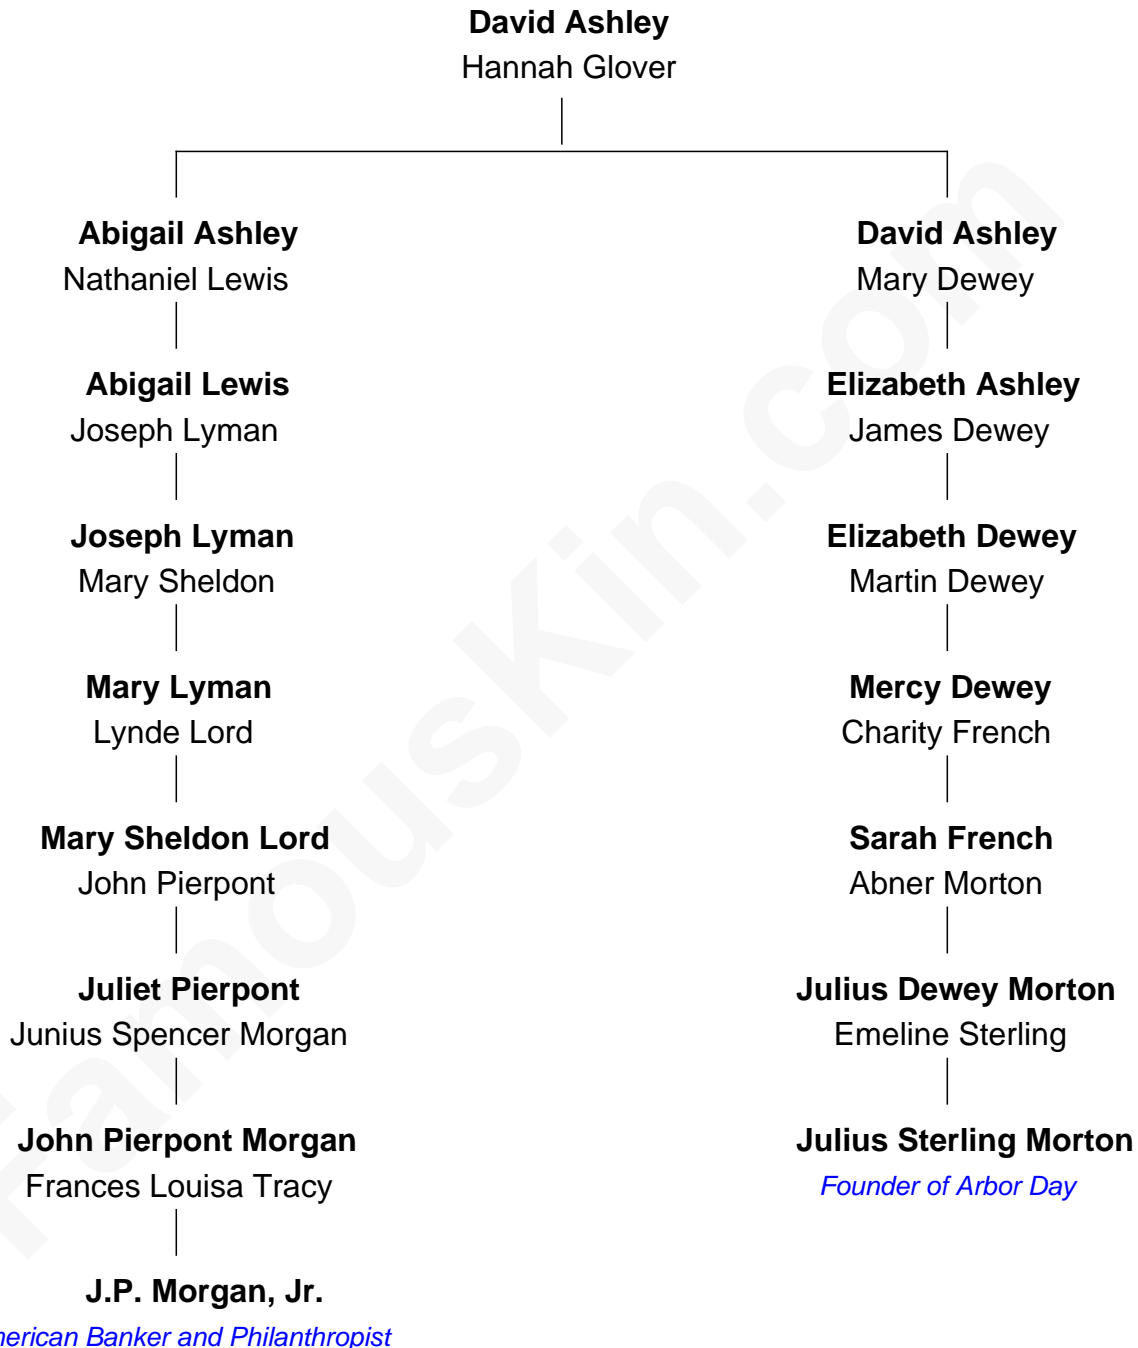 David Ashley
Hannah Glover
Abigail Ashley
Nathaniel Lewis
Abigail Lewis
Joseph Lyman
Joseph Lyman
Mary Sheldon
Mary Lyman
Lynde Lord
Mary Sheldon Lord
John Pierpont
Juliet Pierpont
Junius Spencer Morgan
John Pierpont Morgan
Frances Louisa Tracy
J.P. Morgan, Jr.
merican Banker and Philanthropist
David Ashley
Mary Dewey
Elizabeth Ashley
James Dewey
Elizabeth Dewey
Martin Dewey
Mercy Dewey
Charity French
Sarah French
Abner Morton
Julius Dewey Morton
Emeline Sterling
Julius Sterling Morton
Founder of Arbor Day
FamousKin.com